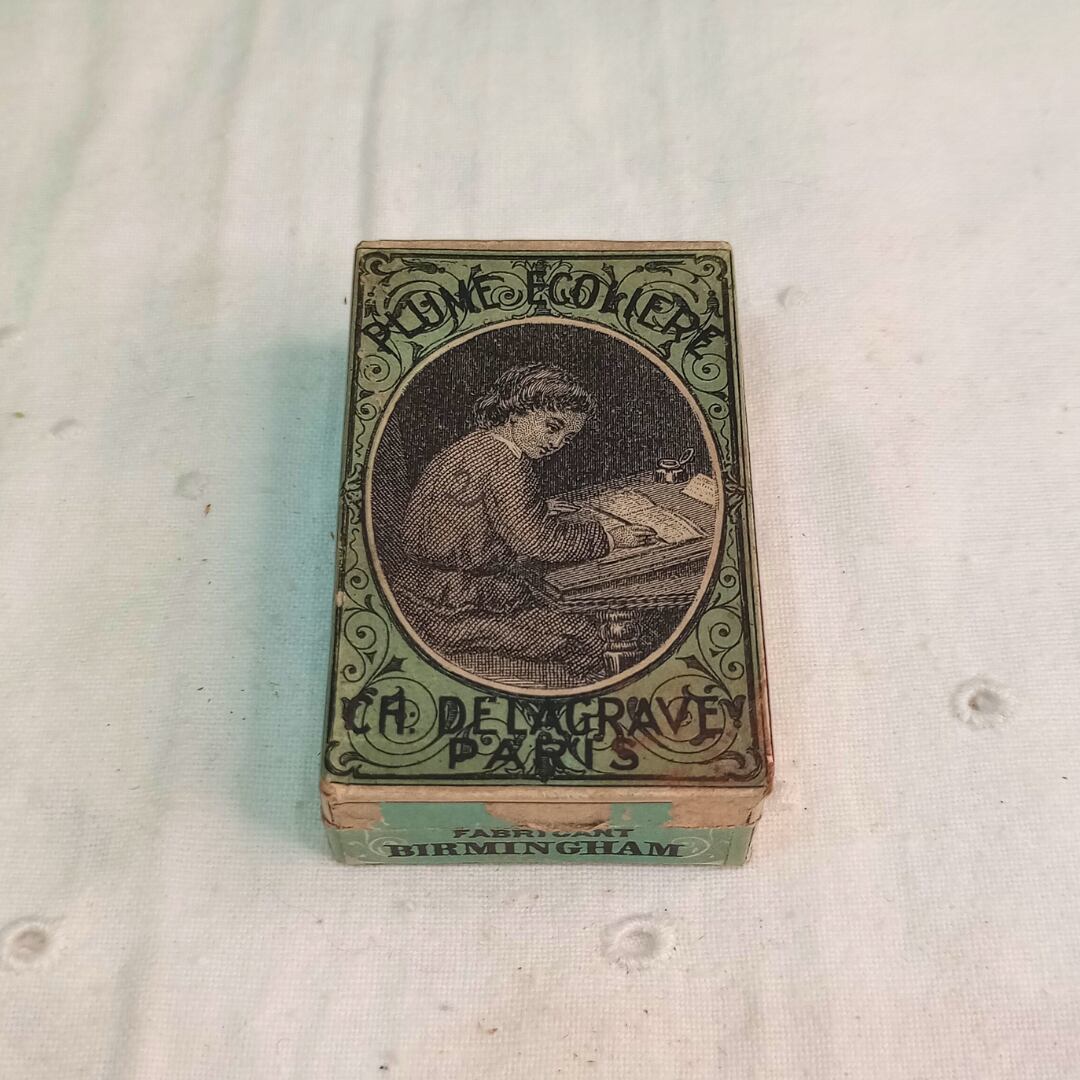 PLUME ECOLIERE
CH. DELAGRAVE
PARIS
FABRICANT
BIRMINGHAM